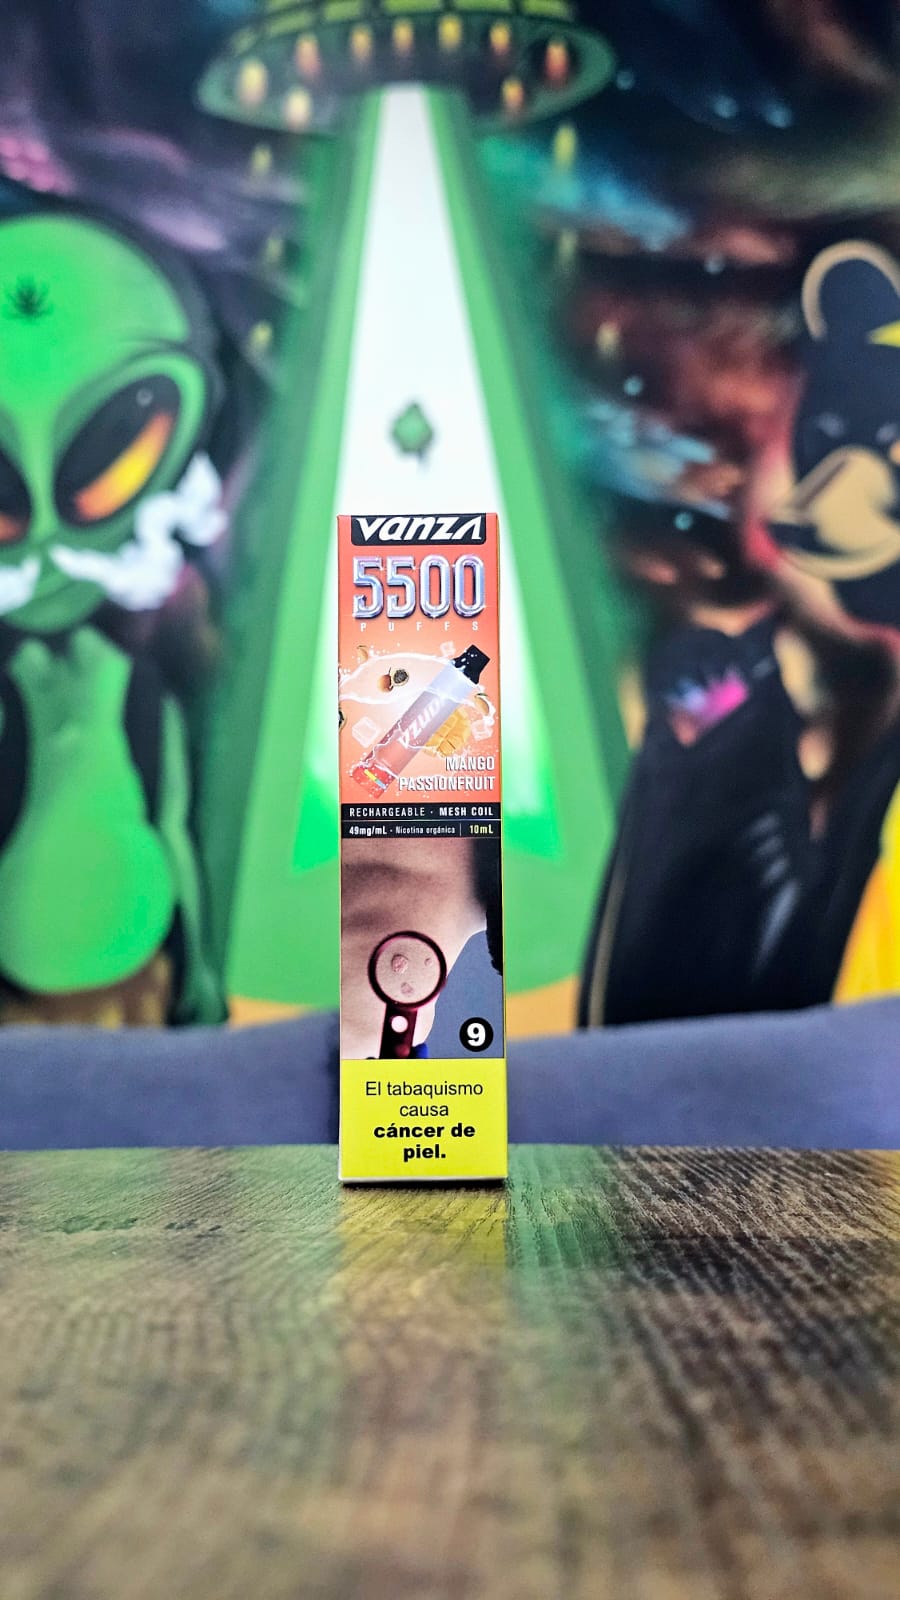 VANZA
5500
PUFFS
VANZA
MANGO
PASSIONFRUIT
RECHARGEABLE · MESH COIL
49mg/mL - Nicotina orgánica | 10mL
9
El tabaquismo
causa
cáncer de
piel.